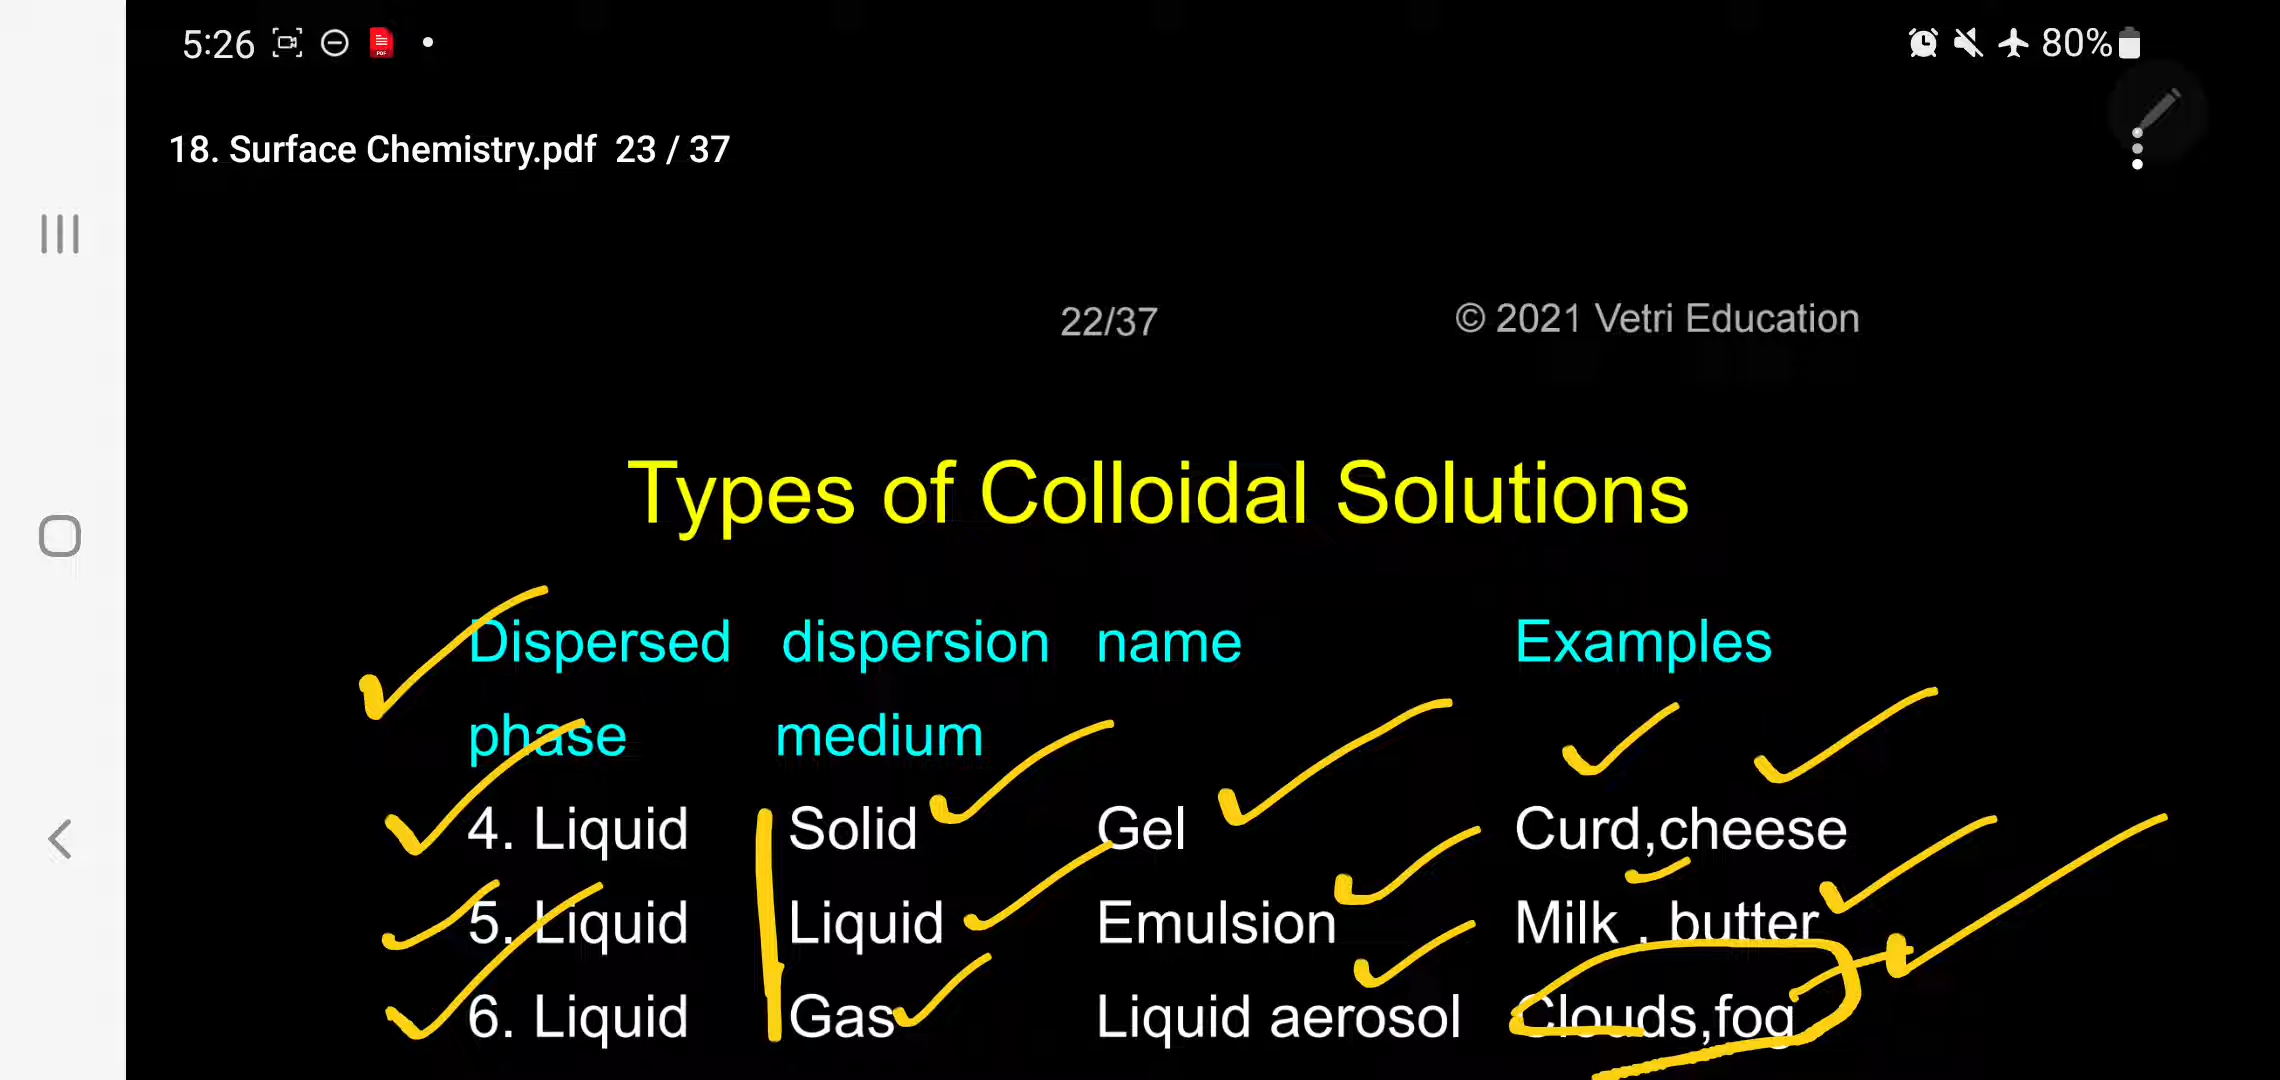 5:26 80%
18. Surface Chemistry.pdf 23 / 37
22/37 © 2021 Vetri Education
Types of Colloidal Solutions
Dispersed dispersion name Examples
phase medium
4. Liquid Solid Gel Curd,cheese
5. Liquid Liquid Emulsion Milk , butter
6. Liquid Gas Liquid aerosol Clouds,fog